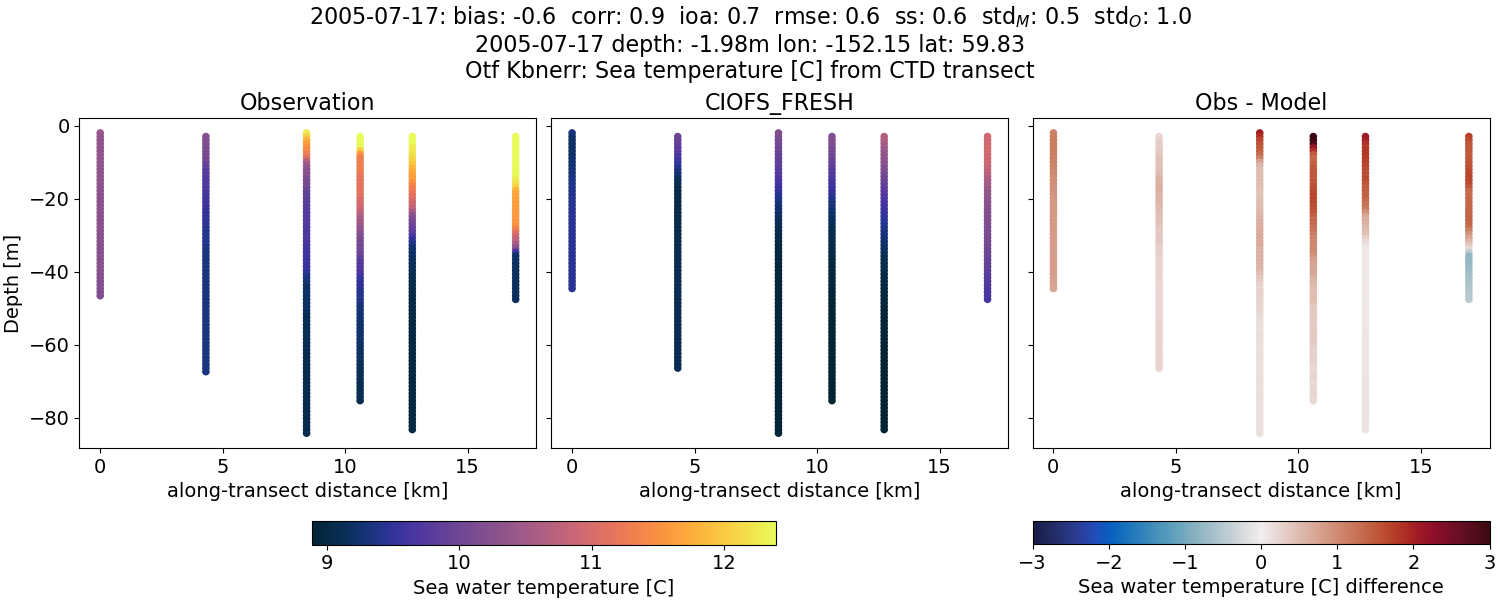 2005-07-17: bias: -0.6 corr: 0.9 ioa: 0.7 rmse: 0.6 ss: 0.6 std_M: 0.5 std_O: 1.0
2005-07-17 depth: -1.98m lon: -152.15 lat: 59.83
Otf Kbnerr: Sea temperature [C] from CTD transect
Observation
CIOFS_FRESH
Obs - Model
Depth [m]
0
−20
−40
−60
−80
0 5 10 15
0 5 10 15
0 5 10 15
along-transect distance [km]
along-transect distance [km]
along-transect distance [km]
9 10 11 12
Sea water temperature [C]
−3 −2 −1 0 1 2 3
Sea water temperature [C] difference